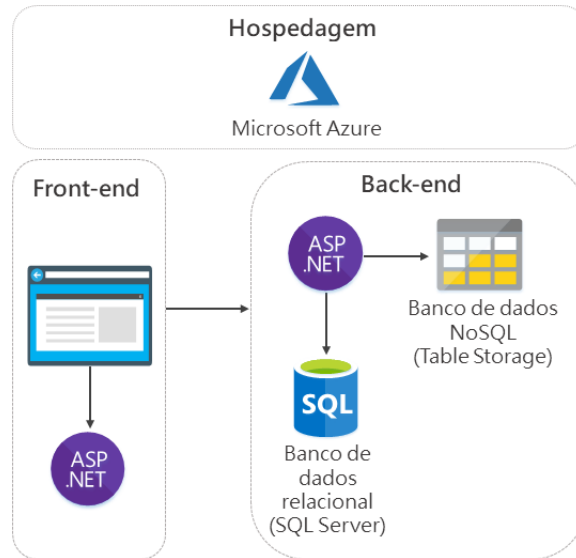 Hospedagem
Microsoft Azure
Front-end
ASP
.NET
Back-end
ASP
.NET
Banco de dados
NoSQL
(Table Storage)
SQL
Banco de
dados
relacional
(SQL Server)